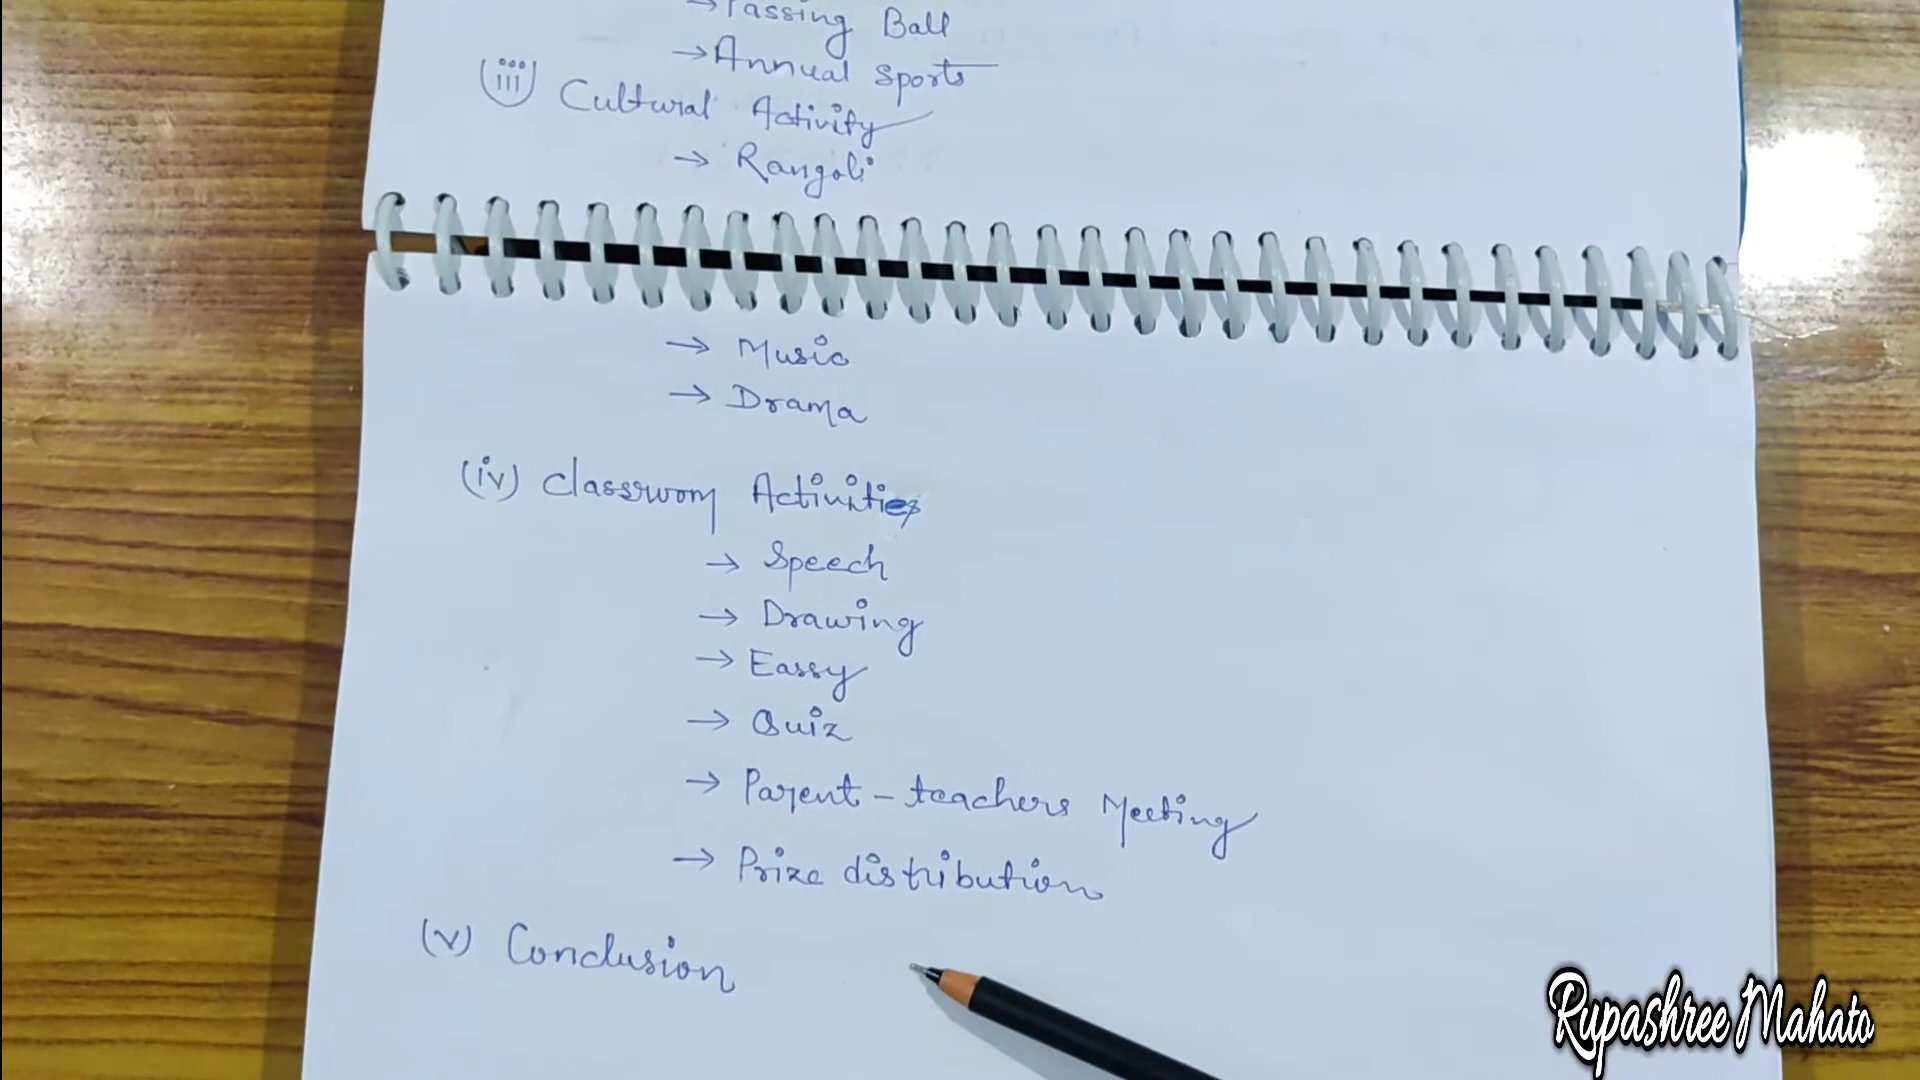 → Passing Ball
→ Annual Sports
(iii) Cultural Activity
→ Rangoli
→ Music
→ Drama
(iv) Classroom Activities
→ Speech
→ Drawing
→ Eassy
→ Quiz
→ Parent - teachers Meeting
→ Prize distribution
(v) Conclusion
Rupashree Mahato